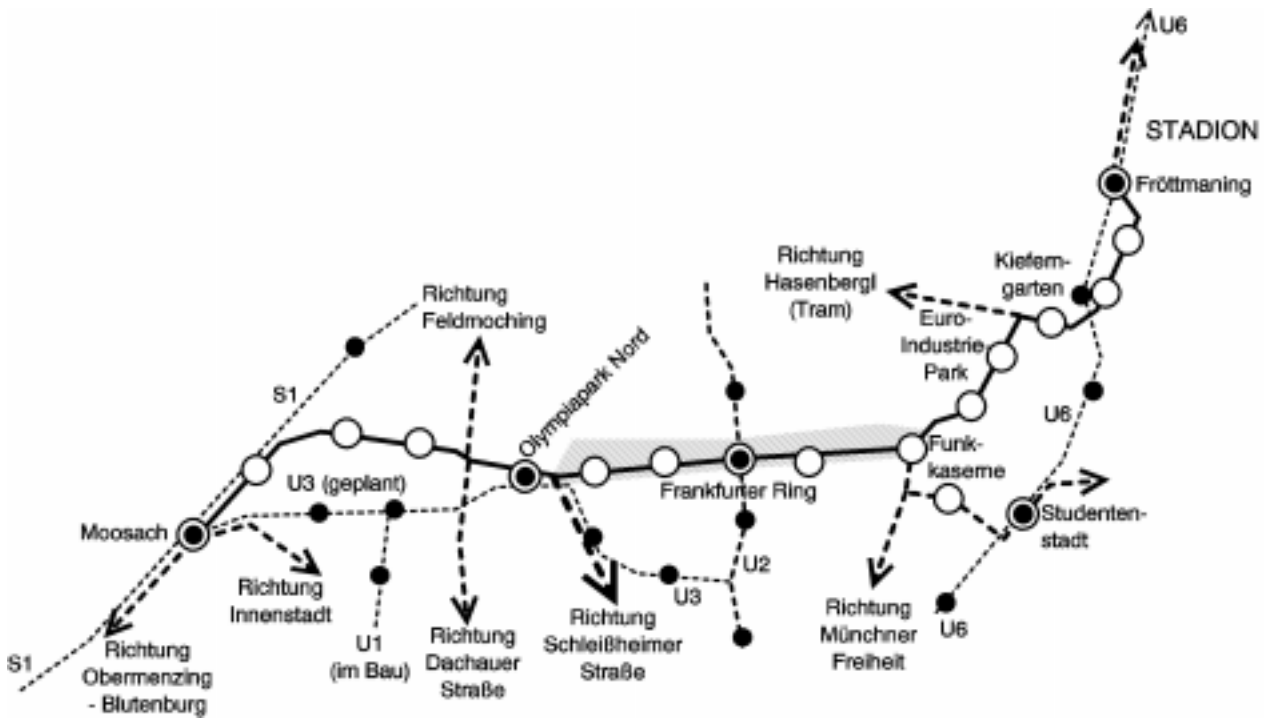 U6
STADION
Fröttmaning
Kiefern-
garten
Richtung
Hasenbergl
(Tram)
Euro-
Industrie-
Park
Richtung
Feldmoching
Olympiapark Nord
S1
U6
Funk-
kaserne
U3 (geplant)
Frankfurter Ring
Moosach
Studenten-
stadt
U2
Richtung
Innenstadt
U3
Richtung
Schleißheimer
Straße
Richtung
Münchner
Freiheit
U6
U1
(im Bau)
Richtung
Dachauer
Straße
S1
Richtung
Obermenzing
- Blutenburg